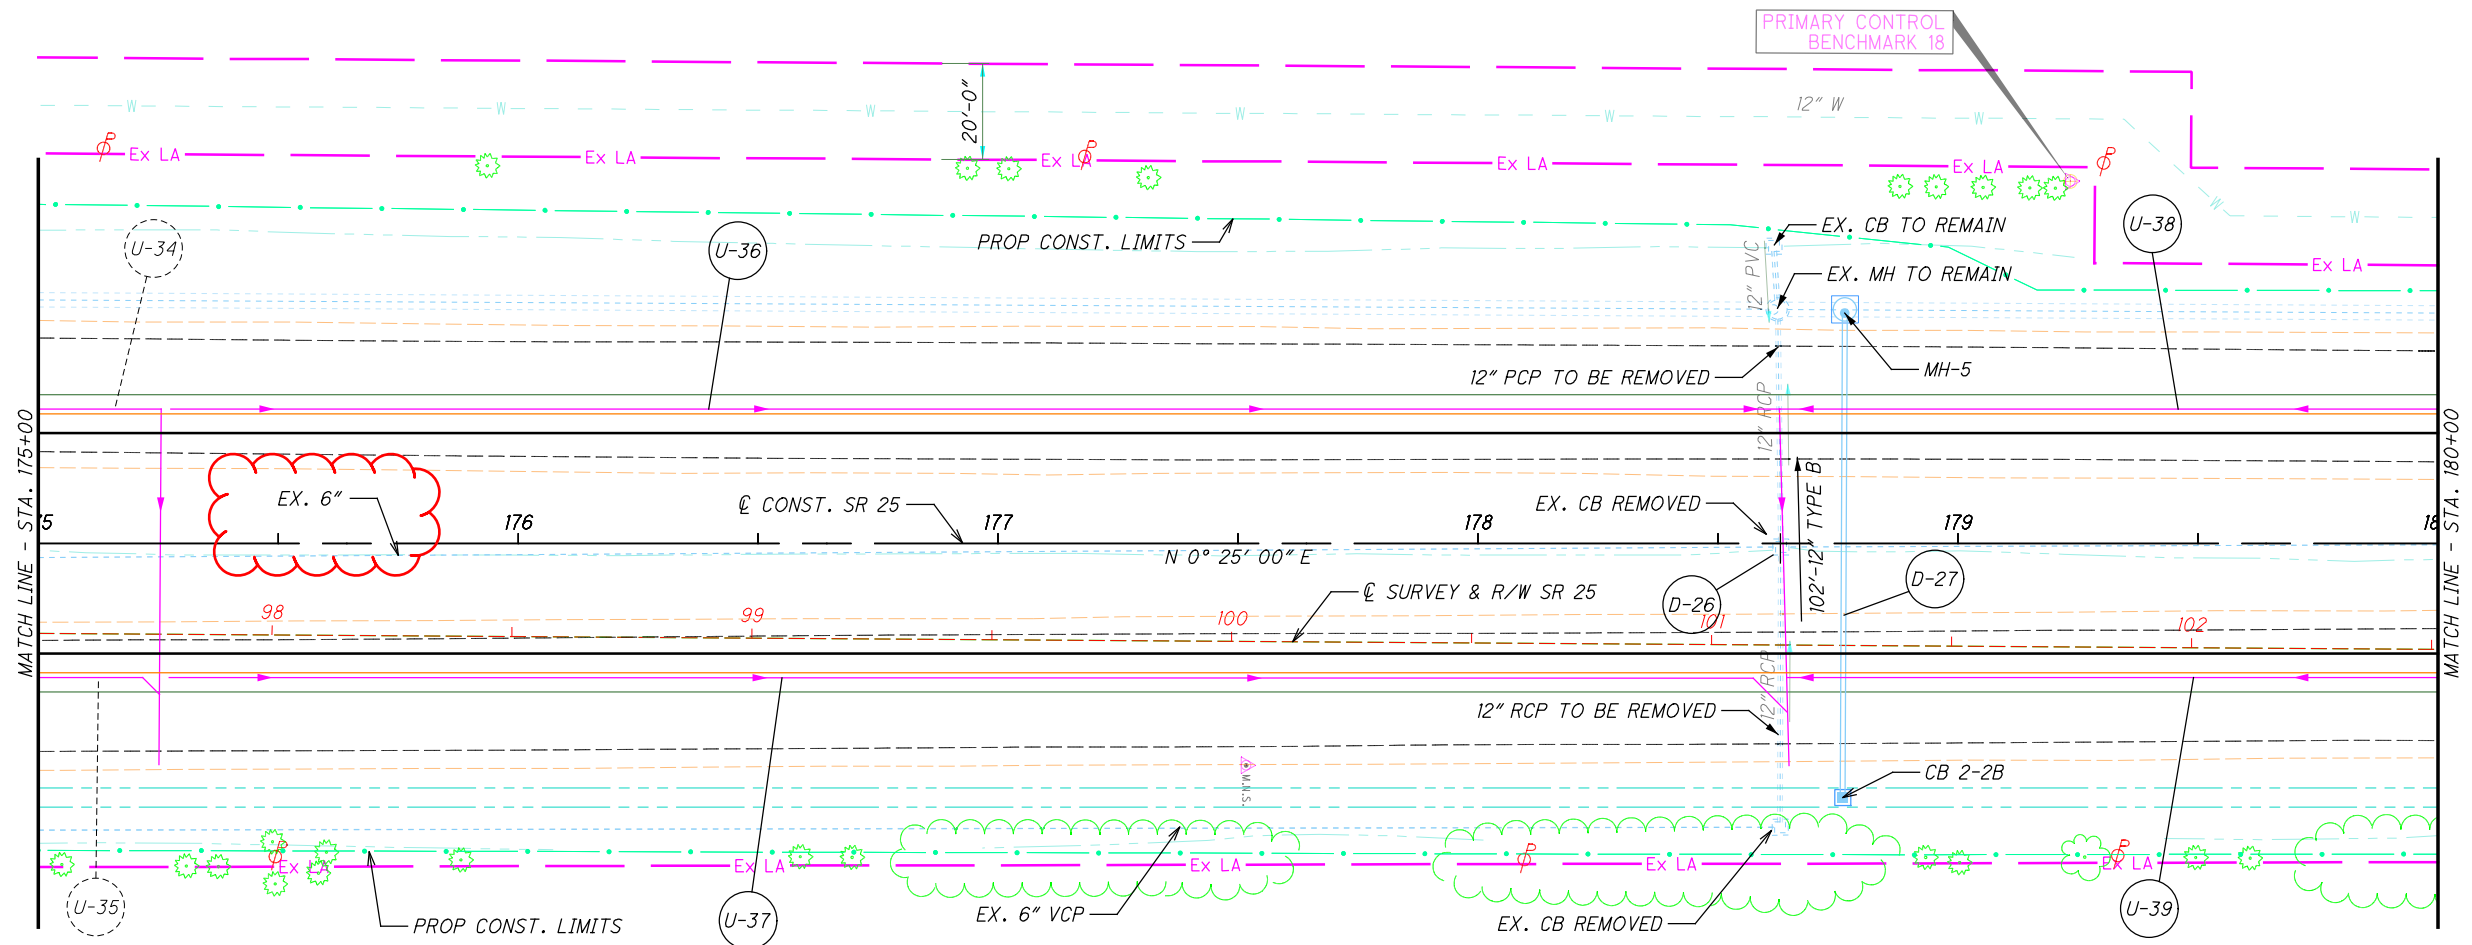 PRIMARY CONTROL
BENCHMARK 18
20'-0"
W
W
W
W
W
12" W
W
W
W
Ex LA
Ex LA
Ex LA
Ex LA
Ex LA
P
P
P
U-34
U-36
PROP CONST. LIMITS
12" PVC
EX. CB TO REMAIN
U-38
EX. MH TO REMAIN
Ex LA
12" PCP TO BE REMOVED
MH-5
12" RCP
MATCH LINE - STA. 175+00
MATCH LINE - STA. 180+00
EX. 6"
℄ CONST. SR 25
EX. CB REMOVED
102'-12" TYPE B
'5
176
177
178
179
18
N 0° 25' 00" E
D-26
D-27
℄ SURVEY & R/W SR 25
98
99
100
101
102
12" RCP
12" RCP TO BE REMOVED
CB 2-2B
M.N.S.
P
P
P
Ex LA
Ex LA
Ex LA
Ex LA
Ex LA
U-35
PROP CONST. LIMITS
U-37
EX. 6" VCP
EX. CB REMOVED
U-39